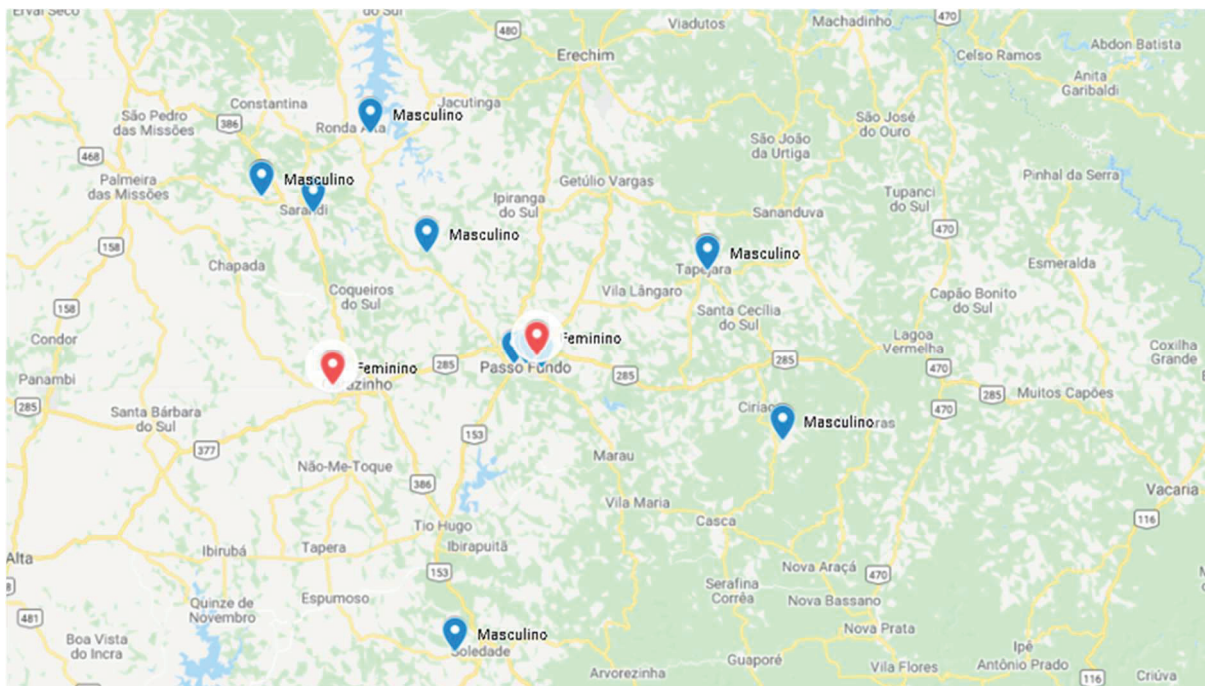 Erval Seco
do Sul
480
Viadutos
Machadinho
470
Celso Ramos
Abdon Batista
Erechim
Anita
Garibaldi
São Pedro
das Missões
Constantina
386
Ronda Alta
Masculino
Jacutinga
São José
do Ouro
São João
da Urtiga
468
Palmeira
das Missões
Masculino
Sarandi
Getúlio Vargas
Ipiranga
do Sul
Pinhal da Serra
Tupanci
do Sul
Sananduva
470
158
Masculino
Masculino
Tapejara
Chapada
Coqueiros
do Sul
Vila Lângaro
Esmeralda
Capão Bonito
do Sul
158
Santa Cecília
do Sul
Condor
Feminino
Lagoa
Vermelha
Coxilha
Grande
Feminino
285
Passo Fundo
285
285
470
Panambi
285
285
Muitos Capões
Santa Bárbara
do Sul
377
153
Masculino
470
Não-Me-Toque
386
Marau
Vila Maria
Vacaria
116
Tio Hugo
Casca
Alta
Ibirubá
Tapera
Ibirapuitã
153
Nova Araçá
470
Espumoso
Serafina
Corrêa
Nova Bassano
Quinze de
Novembro
481
Masculino
Soledade
Nova Prata
Boa Vista
do Incra
Guaporé
Vila Flores
Ipê
Antônio Prado
Arvorezinha
116
Criúva